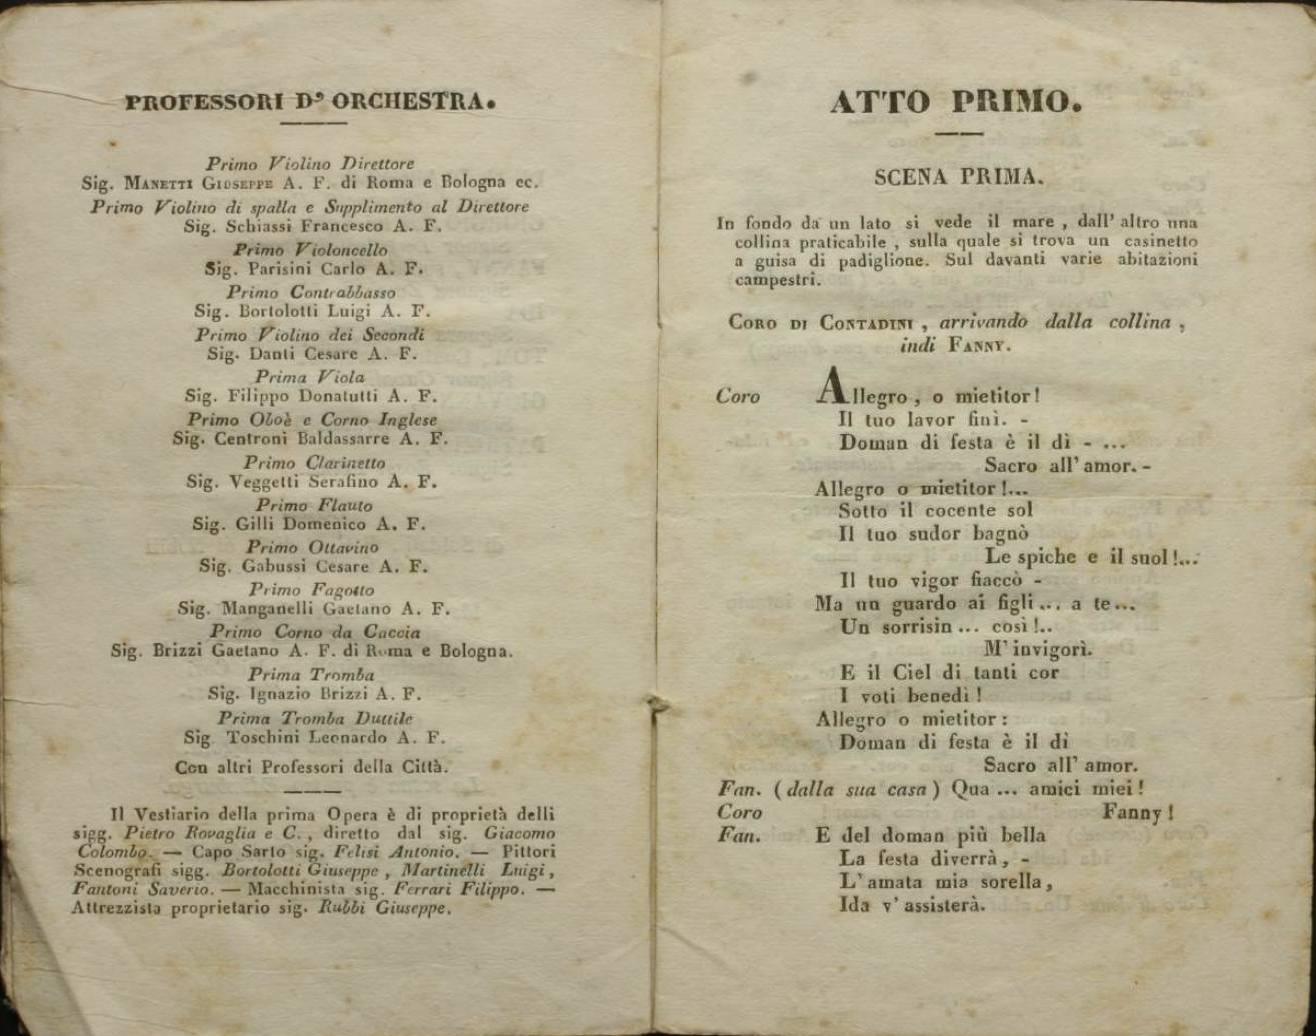 PROFESSORI D' ORCHESTRA.
Primo Violino Direttore
Sig. MANETTI GIUSEPPE A. F. di Roma e Bologna ec.
Primo Violino di spalla e Supplimento al Direttore
Sig. Schiassi Francesco A. F.
Primo Violoncello
Sig. Parisini Carlo A. F.
Primo Contrabbasso
Sig. Bortolotti Luigi A. F.
Primo Violino dei Secondi
Sig. Danti Cesare A. F.
Prima Viola
Sig. Filippo Donatutti A. F.
Primo Oboè e Corno Inglese
Sig. Centroni Baldassarre A. F.
Primo Clarinetto
Sig. Veggetti Serafino A. F.
Primo Flauto
Sig. Gilli Domenico A. F.
Primo Ottavino
Sig. Gabussi Cesare A. F.
Primo Fagotto
Sig. Manganelli Gaetano A. F.
Primo Corno da Caccia
Sig. Brizzi Gaetano A. F. di Roma e Bologna.
Prima Tromba
Sig. Ignazio Brizzi A. F.
Prima Tromba Duttile
Sig. Toschini Leonardo A. F.
Con altri Professori della Città.
Il Vestiario della prima Opera è di proprietà delli
sigg. Pietro Rovaglia e C., diretto dal sig. Giacomo
Colombo. — Capo Sarto sig. Felisi Antonio. — Pittori
Scenografi sigg. Bortolotti Giuseppe, Martinelli Luigi,
Fantoni Saverio. — Macchinista sig. Ferrari Filippo. —
Attrezzista proprietario sig. Rubbi Giuseppe.
ATTO PRIMO.
SCENA PRIMA.
In fondo da un lato si vede il mare, dall' altro una
collina praticabile, sulla quale si trova un casinetto
a guisa di padiglione. Sul davanti varie abitazioni
campestri.
CORO DI CONTADINI, arrivando dalla collina,
indi FANNY.
Coro Allegro, o mietitor!
Il tuo lavor finì. -
Doman di festa è il dì - ...
Sacro all' amor. -
Allegro o mietitor!...
Sotto il cocente sol
Il tuo sudor bagnò
Le spiche e il suol!...
Il tuo vigor fiaccò -
Ma un guardo ai figli... a te...
Un sorrisin... così!..
M' invigorì.
E il Ciel di tanti cor
I voti benedì!
Allegro o mietitor:
Doman di festa è il dì
Sacro all' amor.
Fan. (dalla sua casa) Qua... amici miei!
Coro Fanny!
Fan. E del doman più bella
La festa diverrà, -
L' amata mia sorella,
Ida v' assisterà.